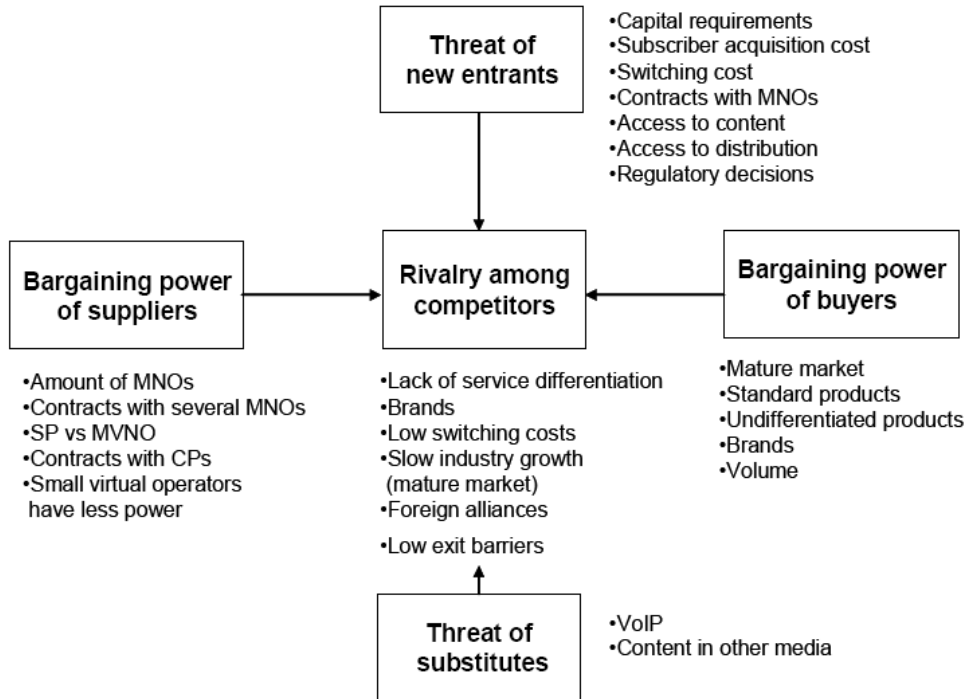 Threat of
new entrants
•Capital requirements
•Subscriber acquisition cost
•Switching cost
•Contracts with MNOs
•Access to content
•Access to distribution
•Regulatory decisions
Bargaining power
of suppliers
•Amount of MNOs
•Contracts with several MNOs
•SP vs MVNO
•Contracts with CPs
•Small virtual operators
have less power
Rivalry among
competitors
•Lack of service differentiation
•Brands
•Low switching costs
•Slow industry growth
(mature market)
•Foreign alliances
•Low exit barriers
Bargaining power
of buyers
•Mature market
•Standard products
•Undifferentiated products
•Brands
•Volume
Threat of
substitutes
•VoIP
•Content in other media